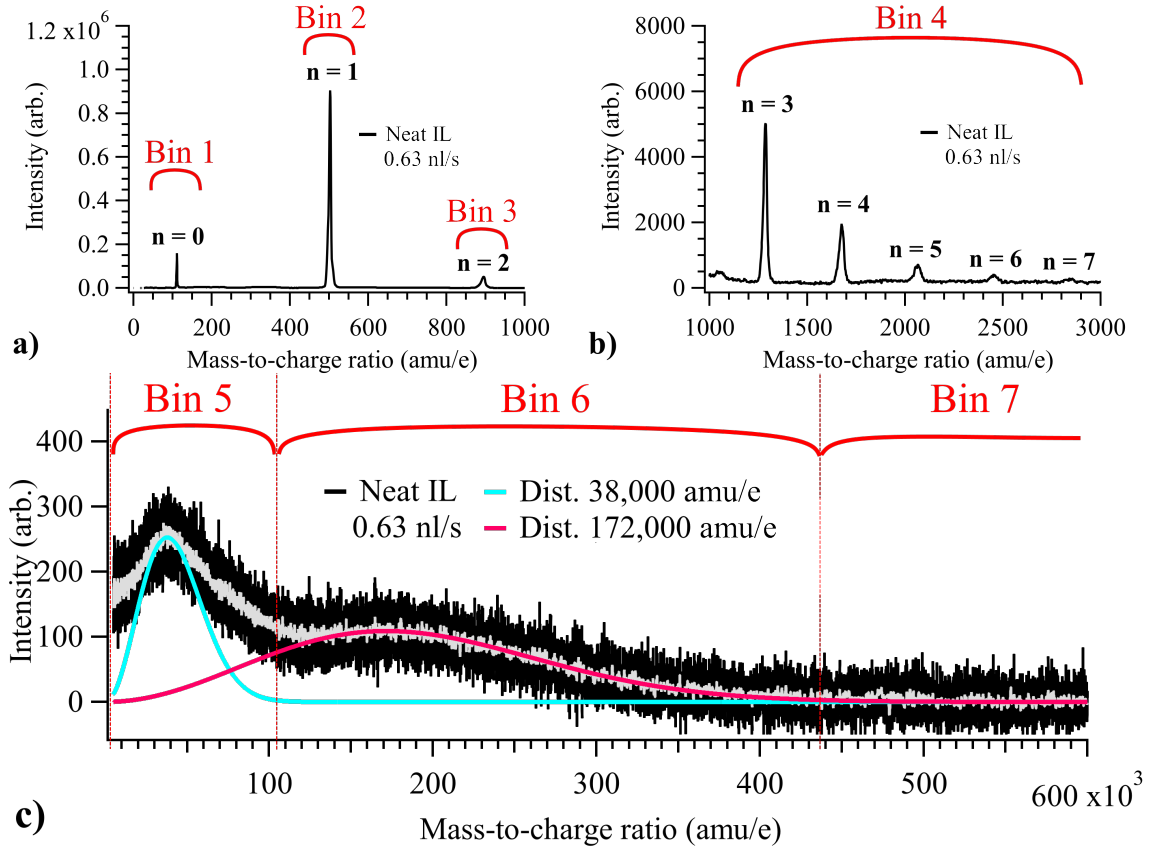 Bin 2
1.2 x10⁶
1.0
0.8
0.6
0.4
0.2
0.0
Intensity (arb.)
n = 1
Neat IL
0.63 nl/s
Bin 1
n = 0
Bin 3
n = 2
0
200
400
600
800
1000
a)
Mass-to-charge ratio (amu/e)
Bin 4
8000
6000
4000
2000
0
Intensity (arb.)
n = 3
Neat IL
0.63 nl/s
n = 4
n = 5
n = 6
n = 7
1000
1500
2000
2500
3000
b)
Mass-to-charge ratio (amu/e)
Bin 5
Bin 6
Bin 7
400
300
200
100
0
Intensity (arb.)
Neat IL
0.63 nl/s
Dist. 38,000 amu/e
Dist. 172,000 amu/e
100
200
300
400
500
600 x10³
c)
Mass-to-charge ratio (amu/e)